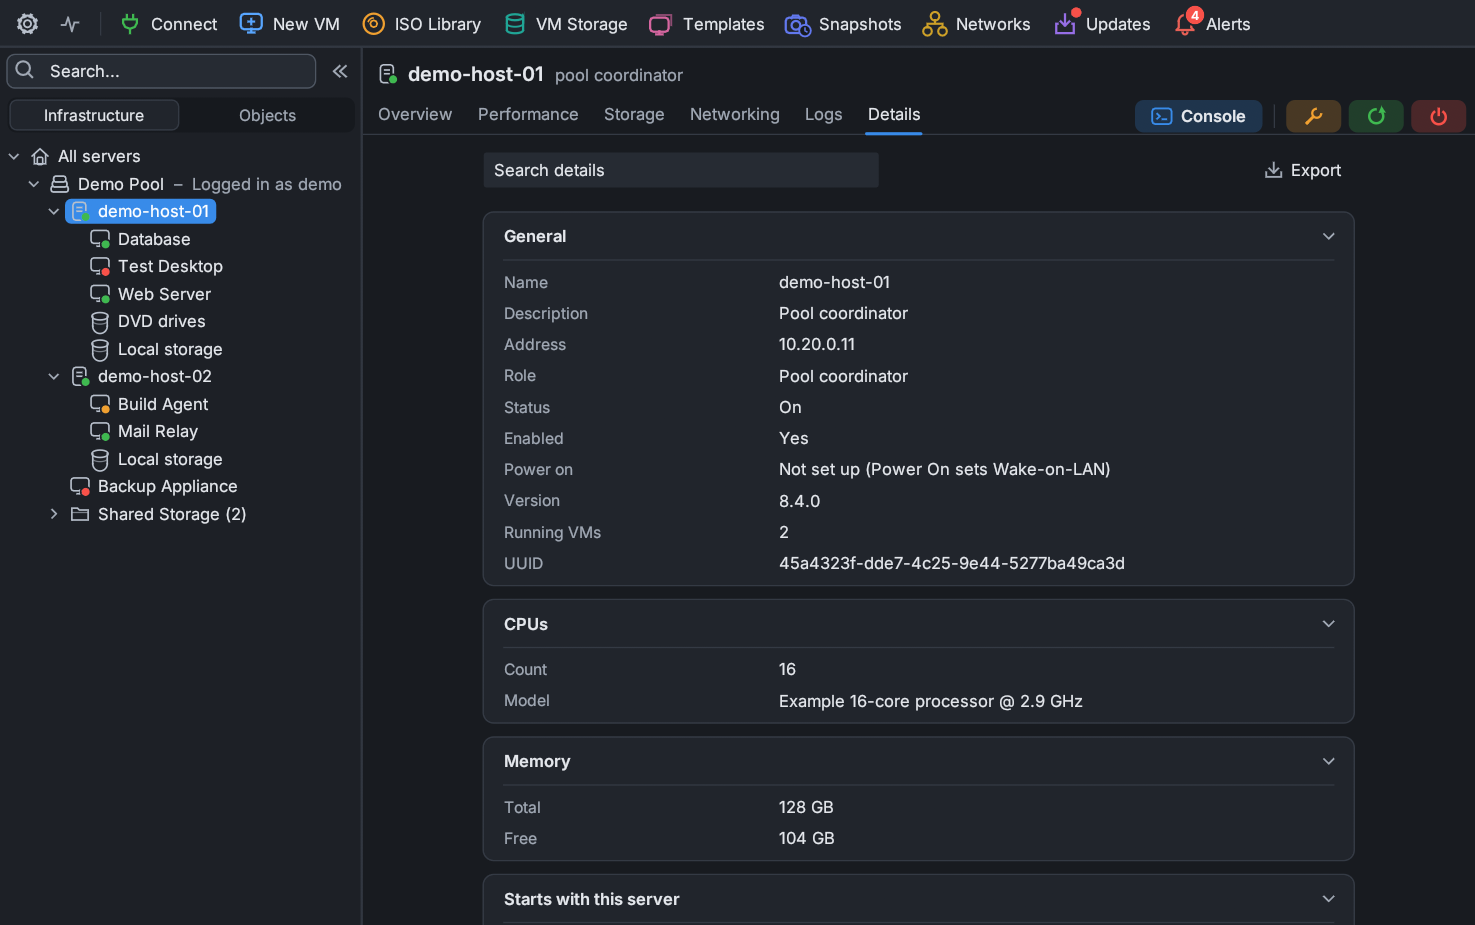 Connect New VM ISO Library VM Storage Templates Snapshots Networks Updates 4 Alerts
Search...
Infrastructure Objects
All servers
Demo Pool – Logged in as demo
demo-host-01
Database
Test Desktop
Web Server
DVD drives
Local storage
demo-host-02
Build Agent
Mail Relay
Local storage
Backup Appliance
Shared Storage (2)
demo-host-01 pool coordinator
Overview Performance Storage Networking Logs Details Console
Search details Export
General
Name demo-host-01
Description Pool coordinator
Address 10.20.0.11
Role Pool coordinator
Status On
Enabled Yes
Power on Not set up (Power On sets Wake-on-LAN)
Version 8.4.0
Running VMs 2
UUID 45a4323f-dde7-4c25-9e44-5277ba49ca3d
CPUs
Count 16
Model Example 16-core processor @ 2.9 GHz
Memory
Total 128 GB
Free 104 GB
Starts with this server